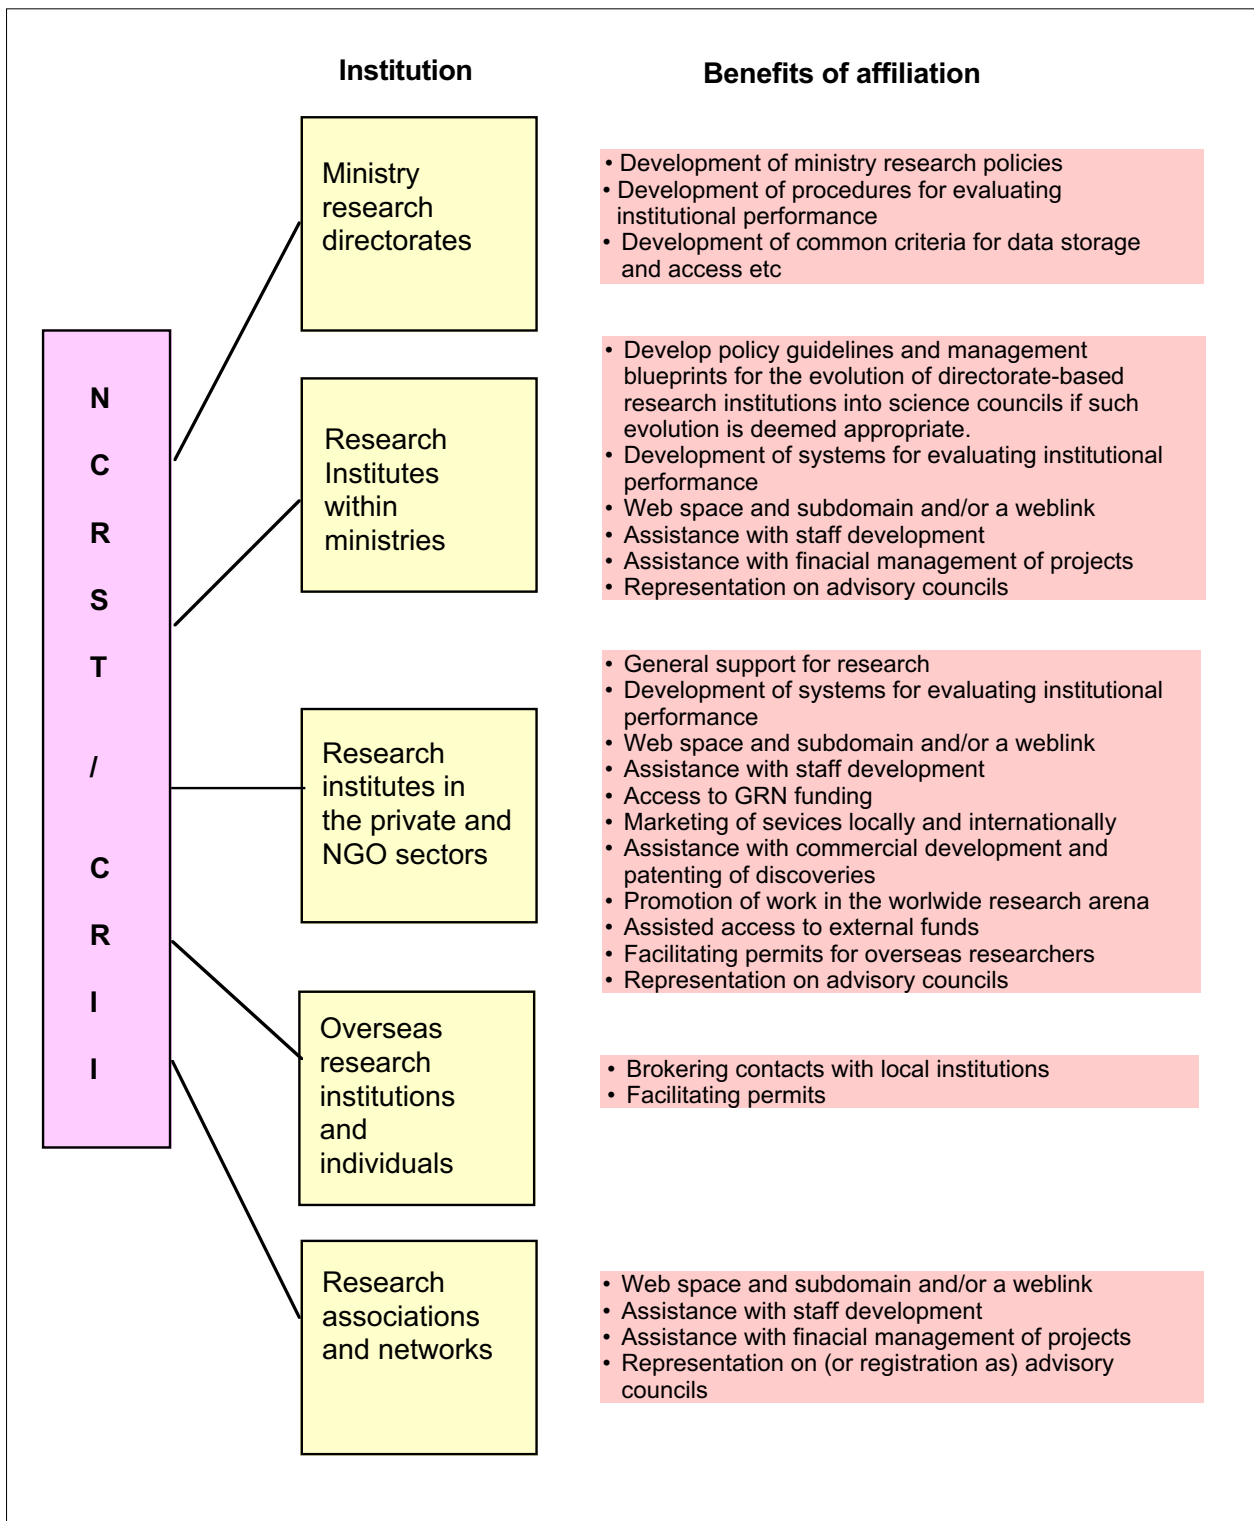 Institution
Benefits of affiliation
N
C
R
S
T
/
C
R
I
I
Ministry
research
directorates
• Development of ministry research policies
• Development of procedures for evaluating
institutional performance
• Development of common criteria for data storage
and access etc
Research
Institutes
within
ministries
• Develop policy guidelines and management
blueprints for the evolution of directorate-based
research institutions into science councils if such
evolution is deemed appropriate.
• Development of systems for evaluating institutional
performance
• Web space and subdomain and/or a weblink
• Assistance with staff development
• Assistance with finacial management of projects
• Representation on advisory councils
Research
institutes in
the private and
NGO sectors
• General support for research
• Development of systems for evaluating institutional
performance
• Web space and subdomain and/or a weblink
• Assistance with staff development
• Access to GRN funding
• Marketing of sevices locally and internationally
• Assistance with commercial development and
patenting of discoveries
• Promotion of work in the worlwide research arena
• Assisted access to external funds
• Facilitating permits for overseas researchers
• Representation on advisory councils
Overseas
research
institutions
and
individuals
• Brokering contacts with local institutions
• Facilitating permits
Research
associations
and networks
• Web space and subdomain and/or a weblink
• Assistance with staff development
• Assistance with finacial management of projects
• Representation on (or registration as) advisory
councils